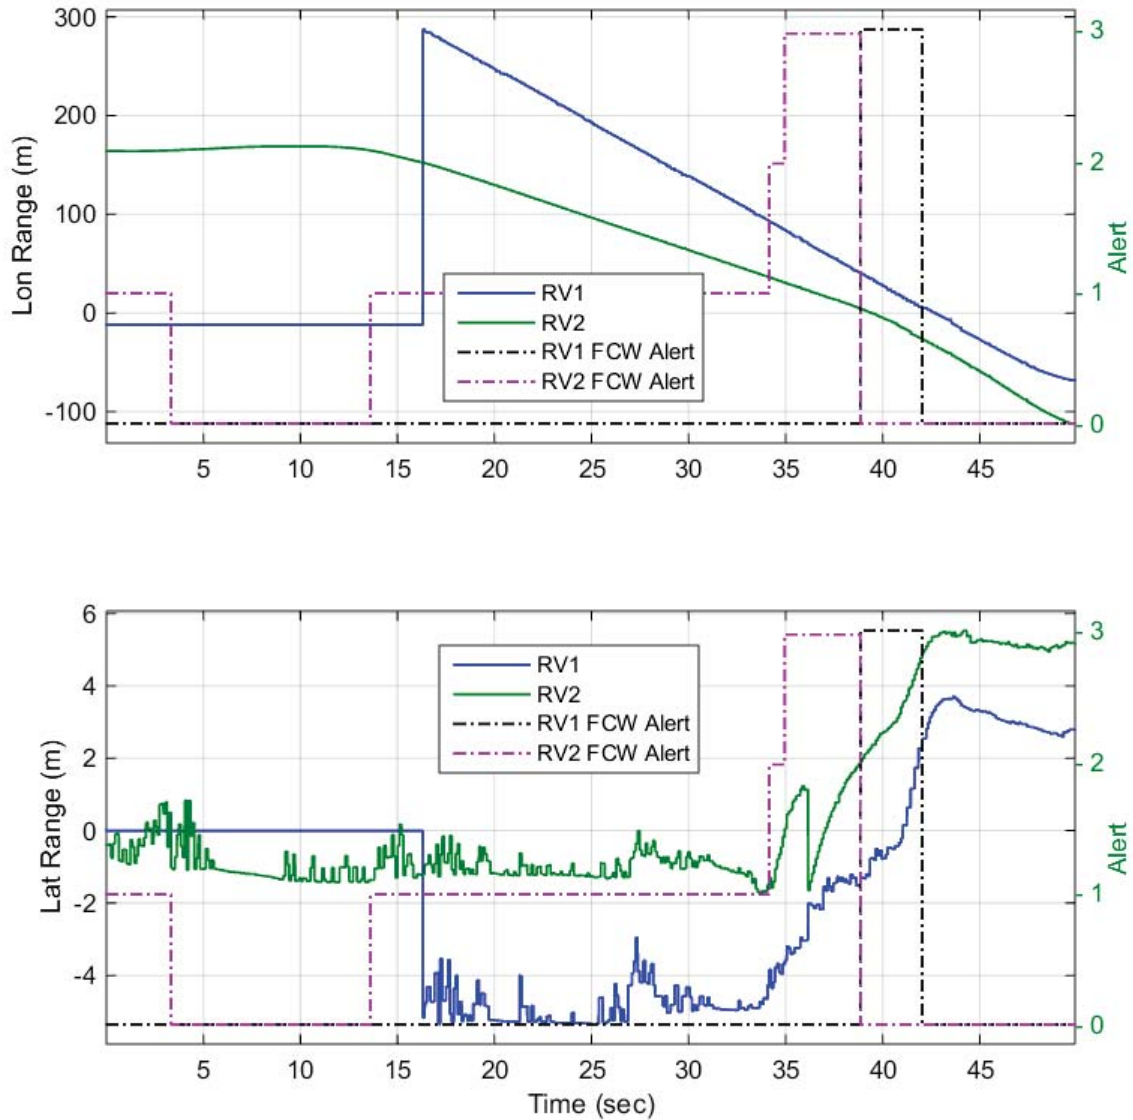 300
200
100
0
-100
Lon Range (m)
3
2
1
0
Alert
RV1
RV2
RV1 FCW Alert
RV2 FCW Alert
5 10 15 20 25 30 35 40 45
6
4
2
0
-2
-4
Lat Range (m)
3
2
1
0
Alert
RV1
RV2
RV1 FCW Alert
RV2 FCW Alert
5 10 15 20 25 30 35 40 45
Time (sec)